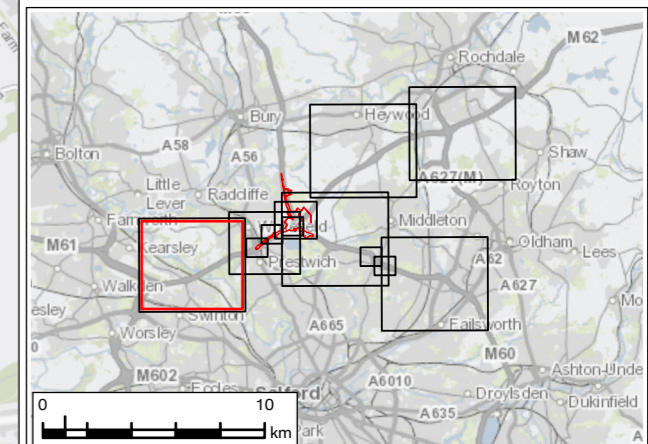 Farm
M 62
Rochdale
Bury
Heywood
A58
Bolton
A56
Shaw
A627(M)
Little
Lever
Radcliffe
Royton
Farnworth
Middleton
M61
Kearsley
Oldham
Lees
Prestwich
A62
Walkden
A627
Swinton
Worsley
A665
Failsworth
M60
M602
Ashton-Unde
Eccles
Salford
A6010
Droylsden
Dukinfield
A635
Park
0
10
km